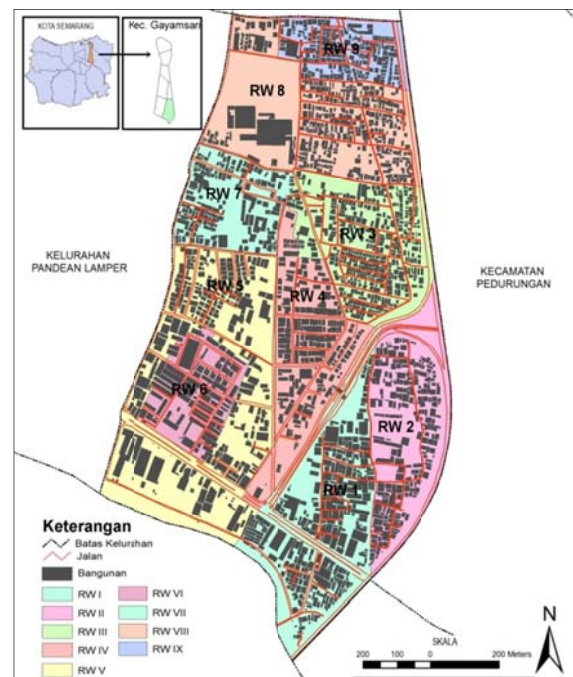 KOTA SEMARANG
Kec. Gayamsari
RW 9
RW 8
RW 7
RW 3
KELURAHAN
PANDEAN LAMPER
KECAMATAN
PEDURUNGAN
RW 5
RW 4
RW 6
RW 2
RW 1
Keterangan
Batas Kelurahan
Jalan
Bangunan
RW I
RW VI
RW II
RW VII
RW III
RW VIII
RW IV
RW IX
RW V
N
SKALA
200 100 0 200 Meters